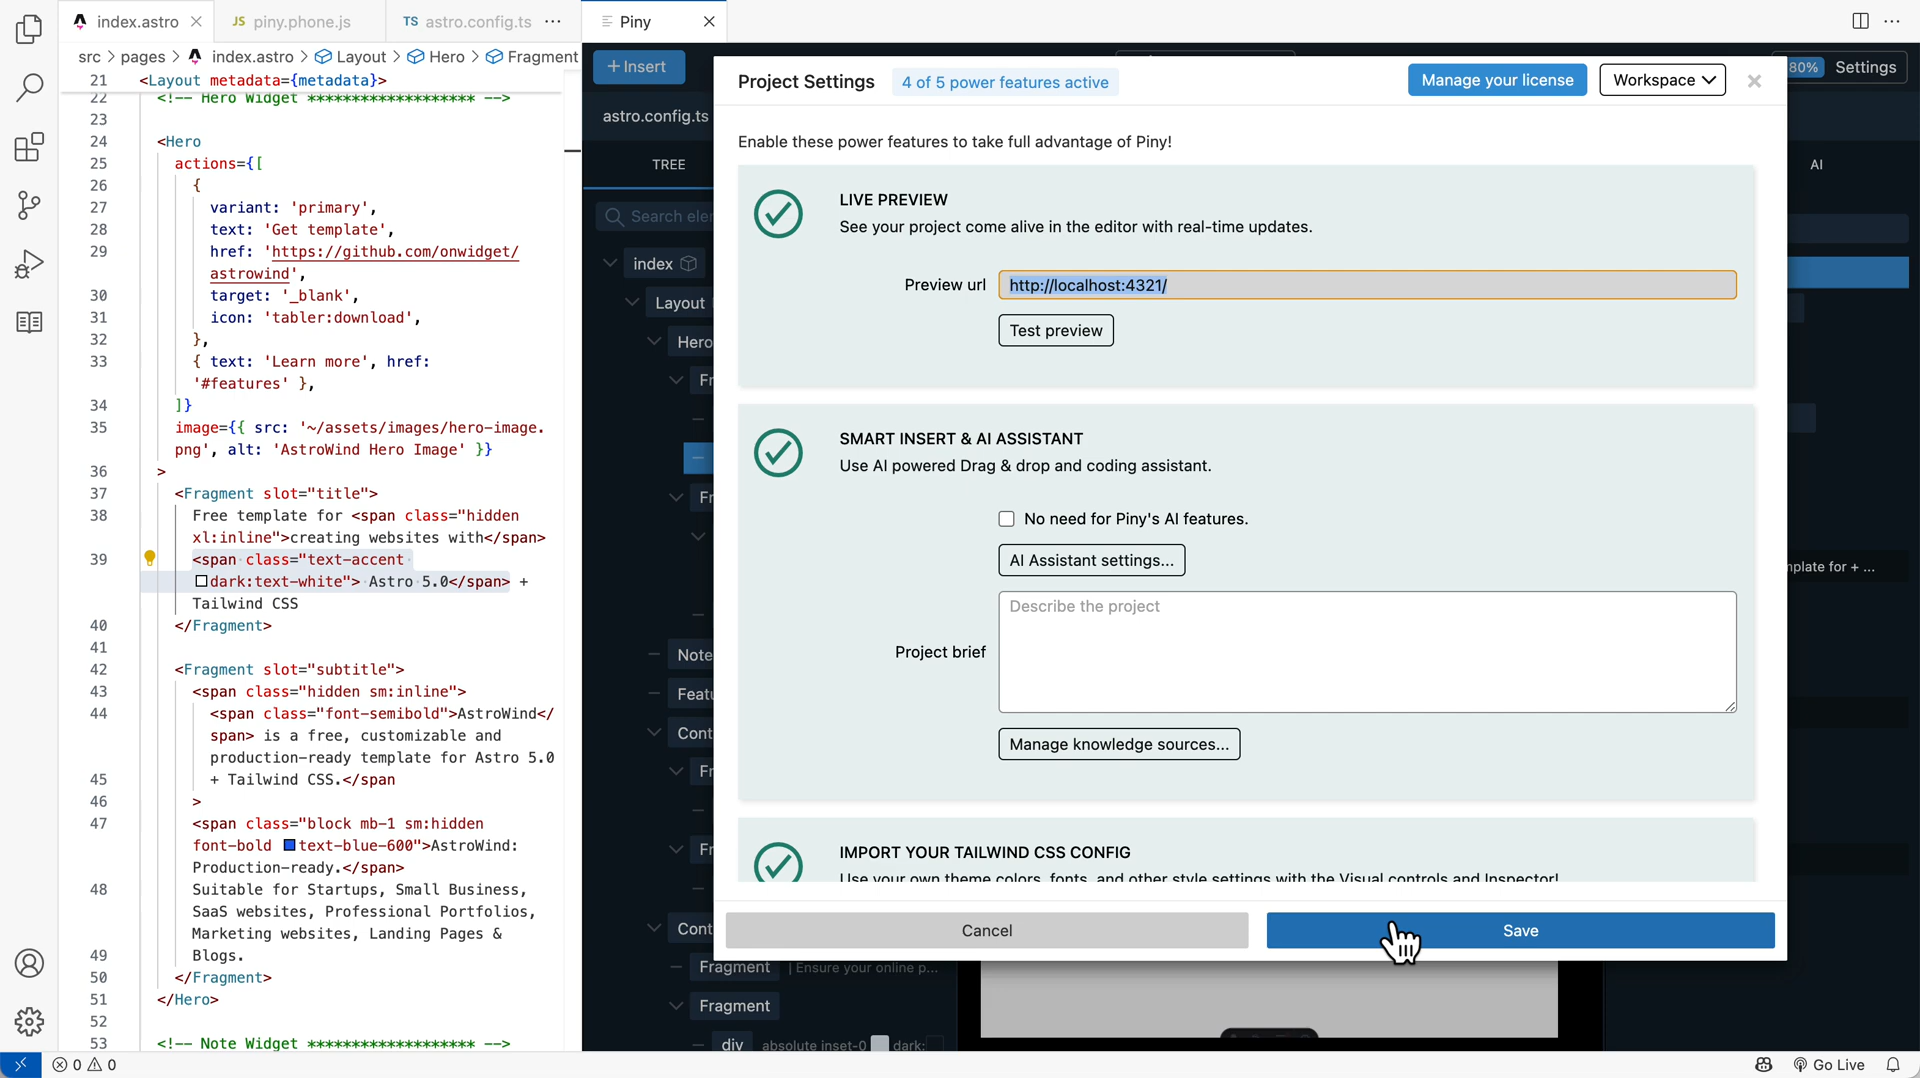 index.astro
JS piny.phone.js
TS astro.config.ts
Piny
src > pages > index.astro > Layout > Hero > Fragment
21 <Layout metadata={metadata}>
22 <!-- Hero Widget ******************* -->
23
24 <Hero
25 actions={[
26 {
27 variant: 'primary',
28 text: 'Get template',
29 href: 'https://github.com/onwidget/
astrowind',
30 target: '_blank',
31 icon: 'tabler:download',
32 },
33 { text: 'Learn more', href:
'#features' },
34 ]}
35 image={{ src: '~/assets/images/hero-image.
png', alt: 'AstroWind Hero Image' }}
36 >
37 <Fragment slot="title">
38 Free template for <span class="hidden
xl:inline">creating websites with</span>
39 <span class="text-accent
dark:text-white"> Astro 5.0</span> +
Tailwind CSS
40 </Fragment>
41
42 <Fragment slot="subtitle">
43 <span class="hidden sm:inline">
44 <span class="font-semibold">AstroWind</
span> is a free, customizable and
production-ready template for Astro 5.0
45 + Tailwind CSS.</span
46 >
47 <span class="block mb-1 sm:hidden
font-bold text-blue-600">AstroWind:
Production-ready.</span>
48 Suitable for Startups, Small Business,
SaaS websites, Professional Portfolios,
Marketing websites, Landing Pages &
49 Blogs.
50 </Fragment>
51 </Hero>
52
53 <!-- Note Widget ******************* -->
0 0
+ Insert
astro.config.ts
TREE
Search elem
index
Layout
Hero
Fr
Fr
Note
Featu
Cont
Fr
Fr
Cont
Fragment | Ensure your online p...
Fragment
div absolute inset-0 dark:
Project Settings
4 of 5 power features active
Manage your license
Workspace
Enable these power features to take full advantage of Piny!
LIVE PREVIEW
See your project come alive in the editor with real-time updates.
Preview url http://localhost:4321/
Test preview
SMART INSERT & AI ASSISTANT
Use AI powered Drag & drop and coding assistant.
No need for Piny's AI features.
AI Assistant settings...
Project brief
Describe the project
Manage knowledge sources...
IMPORT YOUR TAILWIND CSS CONFIG
Use your own theme colors, fonts, and other style settings with the Visual controls and Inspector!
Cancel
Save
80%
Settings
AI
mplate for + ...
Go Live